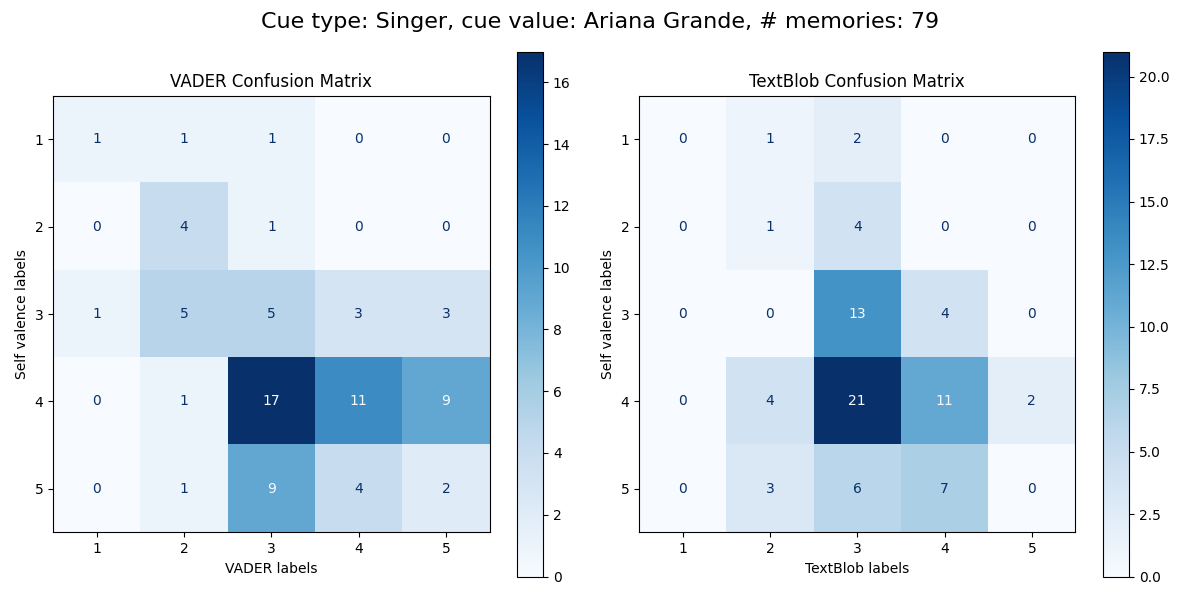 Cue type: Singer, cue value: Ariana Grande, # memories: 79
VADER Confusion Matrix
Self valence labels
1 1 1 1 0 0
2 0 4 1 0 0
3 1 5 5 3 3
4 0 1 17 11 9
5 0 1 9 4 2
1 2 3 4 5
VADER labels
16
14
12
10
8
6
4
2
0
TextBlob Confusion Matrix
Self valence labels
1 0 1 2 0 0
2 0 1 4 0 0
3 0 0 13 4 0
4 0 4 21 11 2
5 0 3 6 7 0
1 2 3 4 5
TextBlob labels
20.0
17.5
15.0
12.5
10.0
7.5
5.0
2.5
0.0